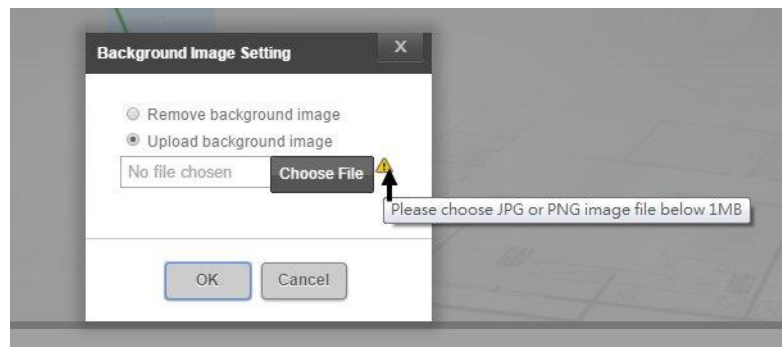 Background Image Setting X
Remove background image
Upload background image
No file chosen Choose File
Please choose JPG or PNG image file below 1MB
OK Cancel